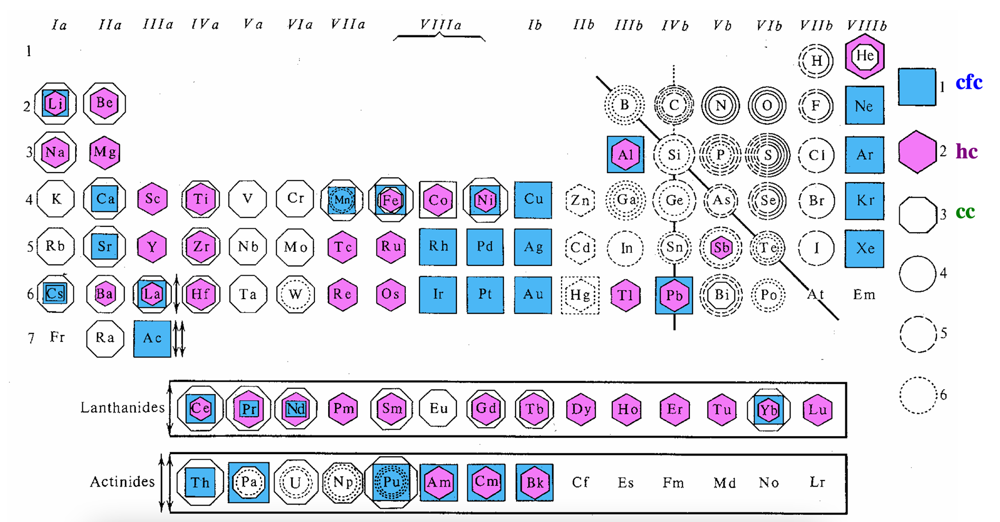 Ia IIa IIIa IVa Va VIa VIIa VIIIa Ib IIb IIIb IVb Vb VIb VIIb VIIIb
1 H He
1 cfc
2 Li Be B C N O F Ne
3 Na Mg Al Si P S Cl Ar
2 hc
4 K Ca Sc Ti V Cr Mn Fe Co Ni Cu Zn Ga Ge As Se Br Kr
3 cc
5 Rb Sr Y Zr Nb Mo Tc Ru Rh Pd Ag Cd In Sn Sb Te I Xe
4
6 Cs Ba La Hf Ta W Re Os Ir Pt Au Hg Tl Pb Bi Po At Em
7 Fr Ra Ac
5
6
Lanthanides Ce Pr Nd Pm Sm Eu Gd Tb Dy Ho Er Tu Yb Lu
Actinides Th Pa U Np Pu Am Cm Bk Cf Es Fm Md No Lr